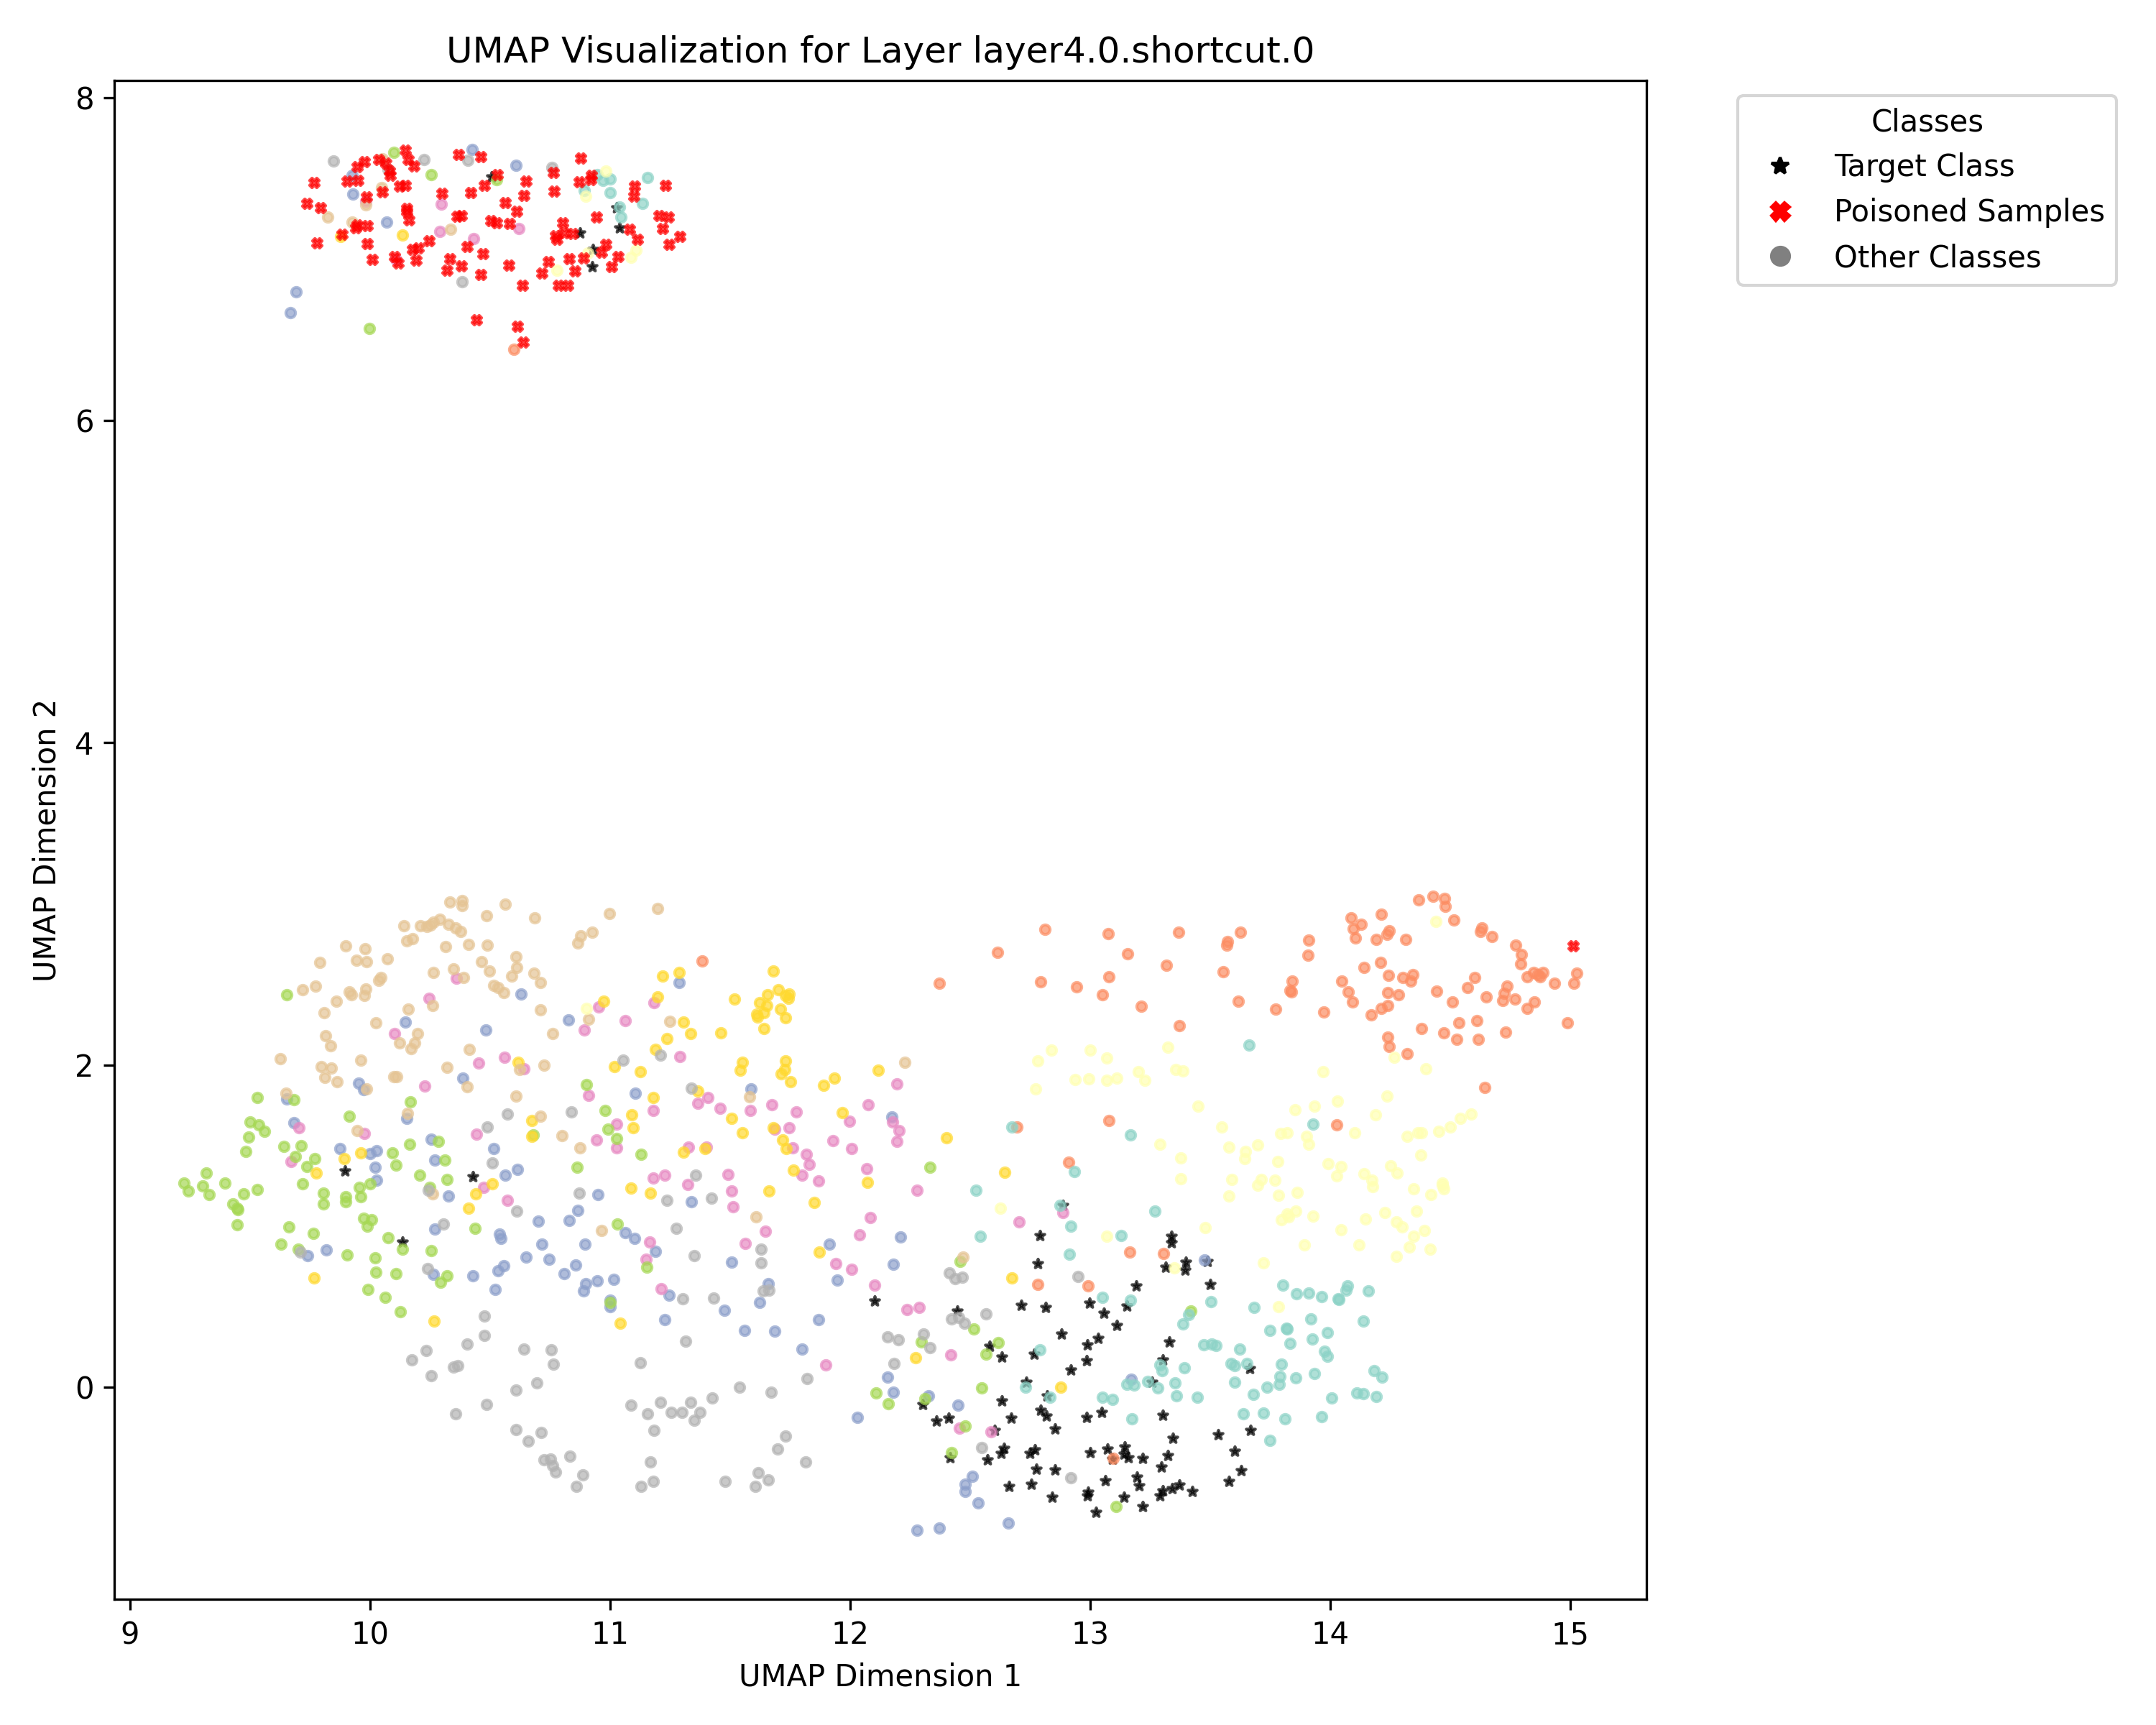 UMAP Visualization for Layer layer4.0.shortcut.0
Classes
Target Class
Poisoned Samples
Other Classes
UMAP Dimension 2
8
6
4
2
0
9 10 11 12 13 14 15
UMAP Dimension 1